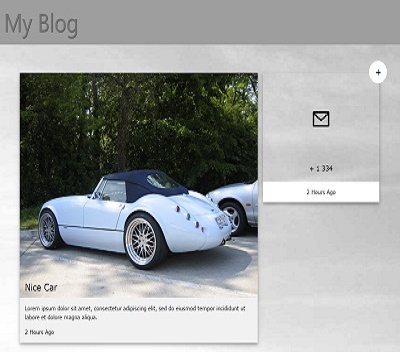 My Blog
+
+ 1 334
2 Hours Ago
Nice Car
Lorem ipsum dolor sit amet, consectetur adipiscing elit, sed do eiusmod tempor incididunt ut
labore et dolore magna aliqua.
2 Hours Ago